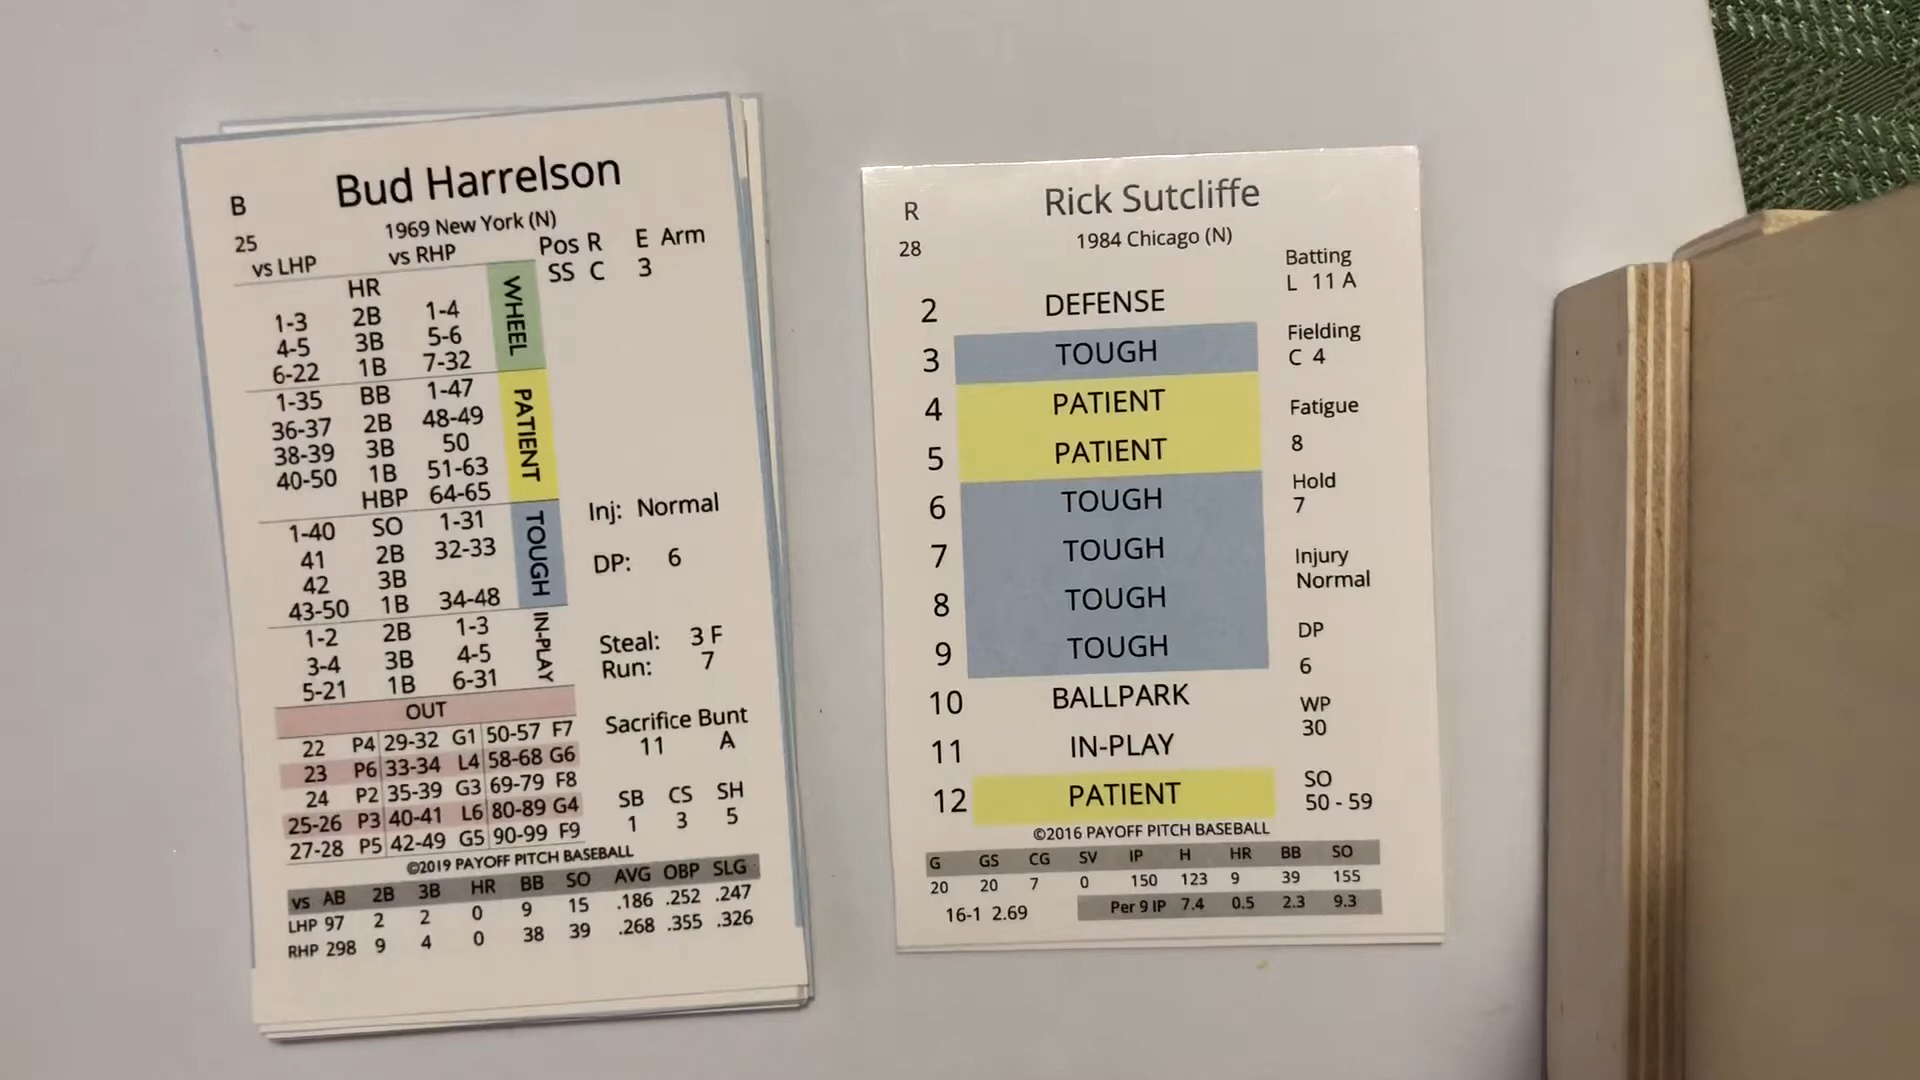 Bud Harrelson
B
1969 New York (N)
25
vs LHP vs RHP Pos R E Arm
SS C 3
HR
1-3 2B 1-4
4-5 3B 5-6
6-22 1B 7-32
WHEEL
1-35 BB 1-47
36-37 2B 48-49
38-39 3B 50
40-50 1B 51-63
HBP 64-65
PATIENT
1-40 SO 1-31
41 2B 32-33
42 3B
43-50 1B 34-48
TOUGH
1-2 2B 1-3
3-4 3B 4-5
5-21 1B 6-31
IN-PLAY
Inj: Normal
DP: 6
Steal: 3 F
Run: 7
Sacrifice Bunt
11 A
SB CS SH
1 3 5
OUT
22 P4 29-32 G1 50-57 F7
23 P6 33-34 L4 58-68 G6
24 P2 35-39 G3 69-79 F8
25-26 P3 40-41 L6 80-89 G4
27-28 P5 42-49 G5 90-99 F9
©2019 PAYOFF PITCH BASEBALL
vs AB 2B 3B HR BB SO AVG OBP SLG
LHP 97 2 2 0 9 15 .186 .252 .247
RHP 298 9 4 0 38 39 .268 .355 .326
Rick Sutcliffe
R
1984 Chicago (N)
28
2 DEFENSE
3 TOUGH
4 PATIENT
5 PATIENT
6 TOUGH
7 TOUGH
8 TOUGH
9 TOUGH
10 BALLPARK
11 IN-PLAY
12 PATIENT
Batting
L 11 A
Fielding
C 4
Fatigue
8
Hold
7
Injury
Normal
DP
6
WP
30
SO
50 - 59
©2016 PAYOFF PITCH BASEBALL
G GS CG SV IP H HR BB SO
20 20 7 0 150 123 9 39 155
16-1 2.69 Per 9 IP 7.4 0.5 2.3 9.3